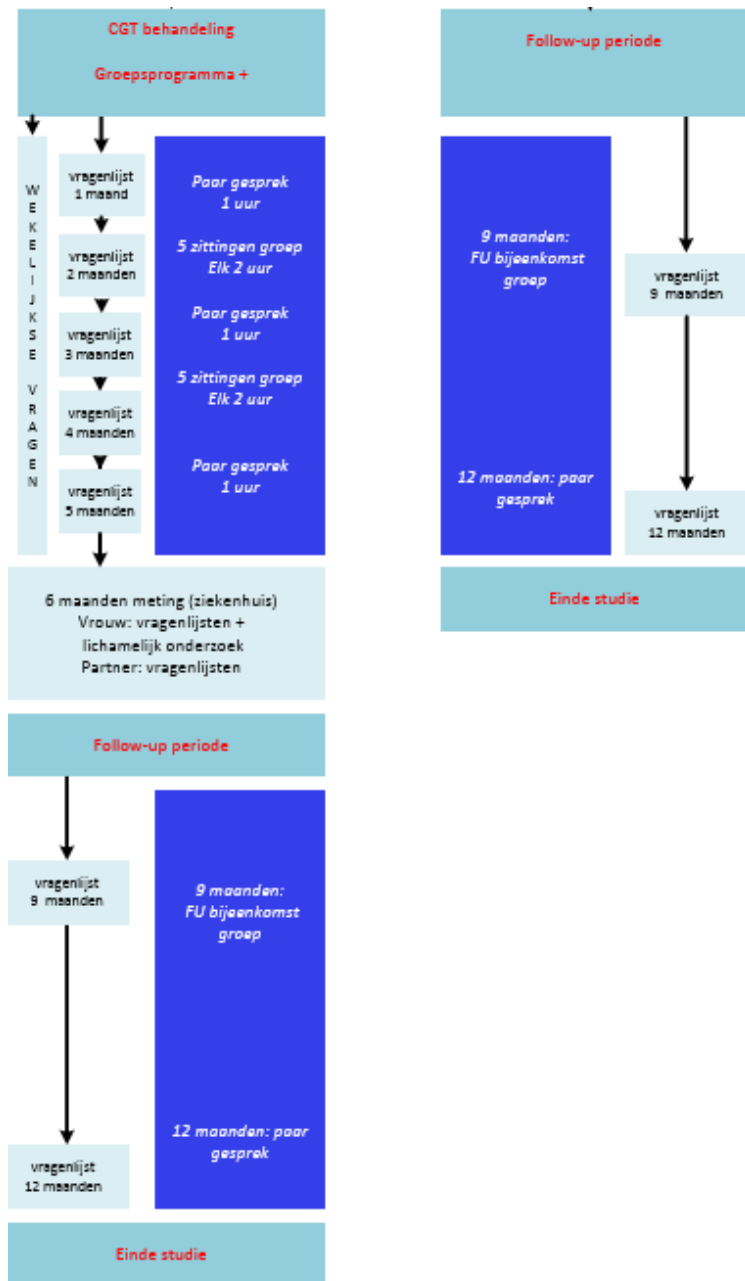 CGT behandeling
Groepsprogramma +
WEKELIJKSE VRAGEN
vragenlijst
1 maand
vragenlijst
2 maanden
vragenlijst
3 maanden
vragenlijst
4 maanden
vragenlijst
5 maanden
Paar gesprek
1 uur
5 zittingen groep
Elk 2 uur
Paar gesprek
1 uur
5 zittingen groep
Elk 2 uur
Paar gesprek
1 uur
6 maanden meting (ziekenhuis)
Vrouw: vragenlijsten +
lichamelijk onderzoek
Partner: vragenlijsten
Follow-up periode
vragenlijst
9 maanden
vragenlijst
12 maanden
9 maanden:
FU bijeenkomst
groep
12 maanden: paar
gesprek
Einde studie
Follow-up periode
9 maanden:
FU bijeenkomst
groep
12 maanden: paar
gesprek
vragenlijst
9 maanden
vragenlijst
12 maanden
Einde studie